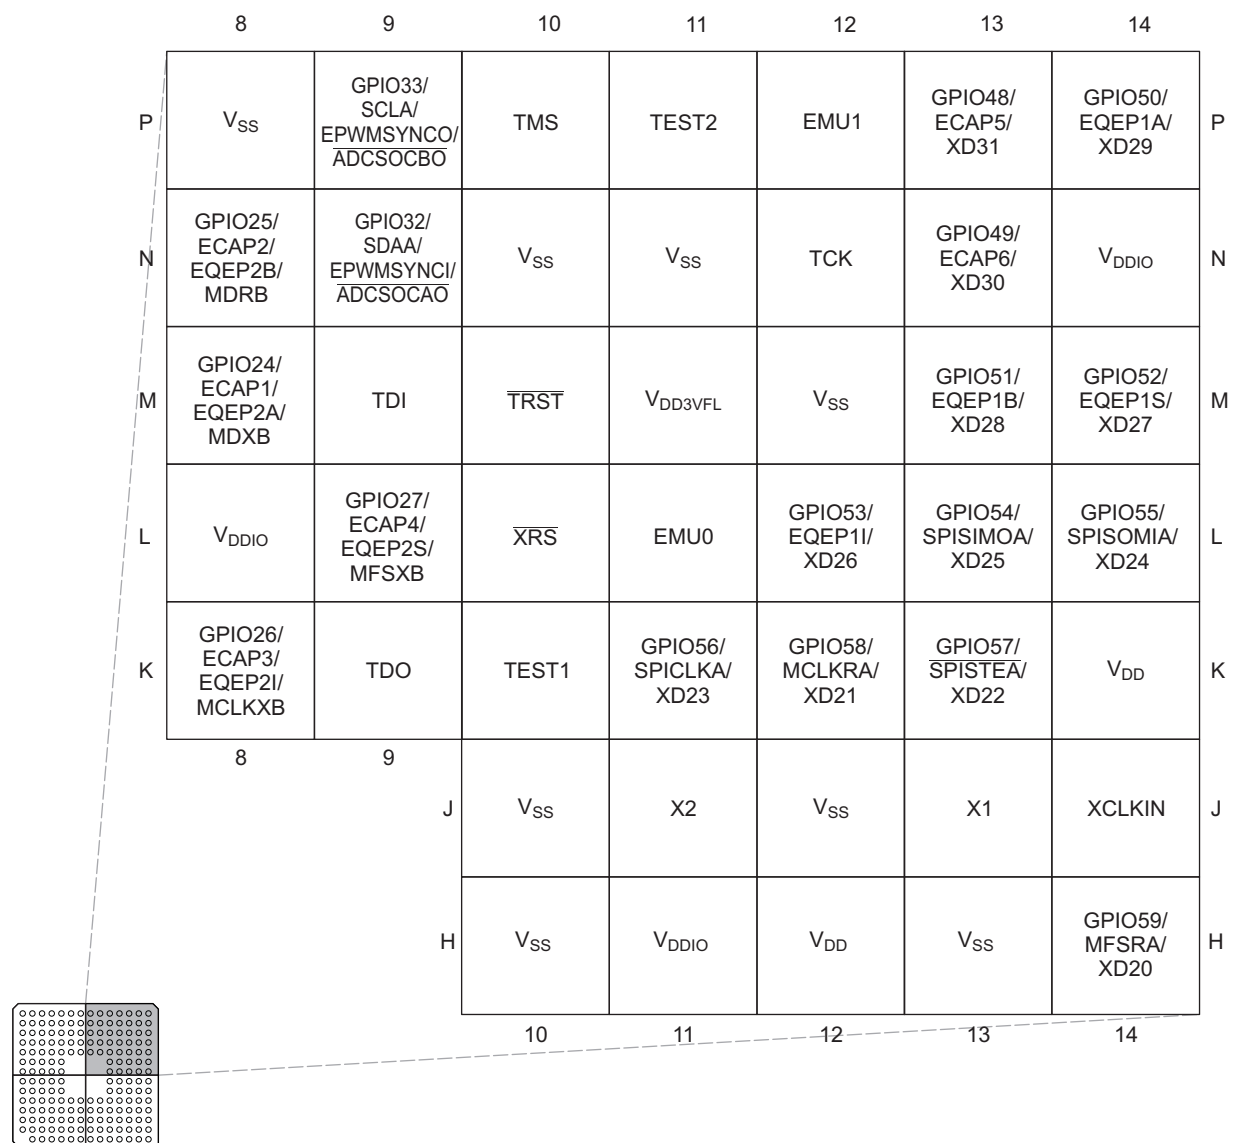 8 9 10 11 12 13 14
P V_SS GPIO33/ SCLA/ EPWMSYNCO/ ADCSOCBO TMS TEST2 EMU1 GPIO48/ ECAP5/ XD31 GPIO50/ EQEP1A/ XD29 P
N GPIO25/ ECAP2/ EQEP2B/ MDRB GPIO32/ SDAA/ EPWMSYNCI/ ADCSOCAO VSS VSS TCK GPIO49/ ECAP6/ XD30 VDDIO N
M GPIO24/ ECAP1/ EQEP2A/ MDXB TDI TRST VDD3VFL VSS GPIO51/ EQEP1B/ XD28 GPIO52/ EQEP1S/ XD27 M
L VDDIO GPIO27/ ECAP4/ EQEP2S/ MFSXB XRS EMU0 GPIO53/ EQEP1I/ XD26 GPIO54/ SPISIMOA/ XD25 GPIO55/ SPISOMIA/ XD24 L
K GPIO26/ ECAP3/ EQEP2I/ MCLKXB TDO TEST1 GPIO56/ SPICLKA/ XD23 GPIO58/ MCLKRA/ XD21 GPIO57/ SPISTEA/ XD22 VDD K
8 9
J VSS X2 VSS X1 XCLKIN J
H VSS VDDIO VDD VSS GPIO59/ MFSRA/ XD20 H
10 11 12 13 14